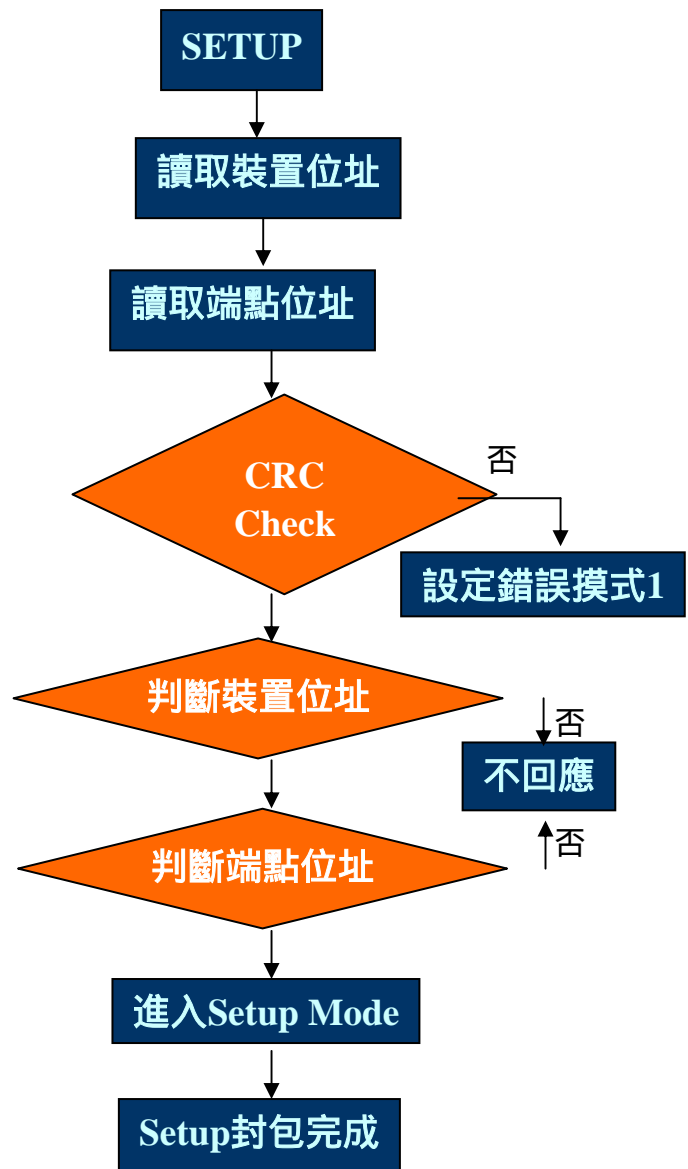 SETUP
讀取裝置位址
讀取端點位址
CRC
Check
否
設定錯誤摸式1
判斷裝置位址
否
不回應
否
判斷端點位址
進入Setup Mode
Setup封包完成